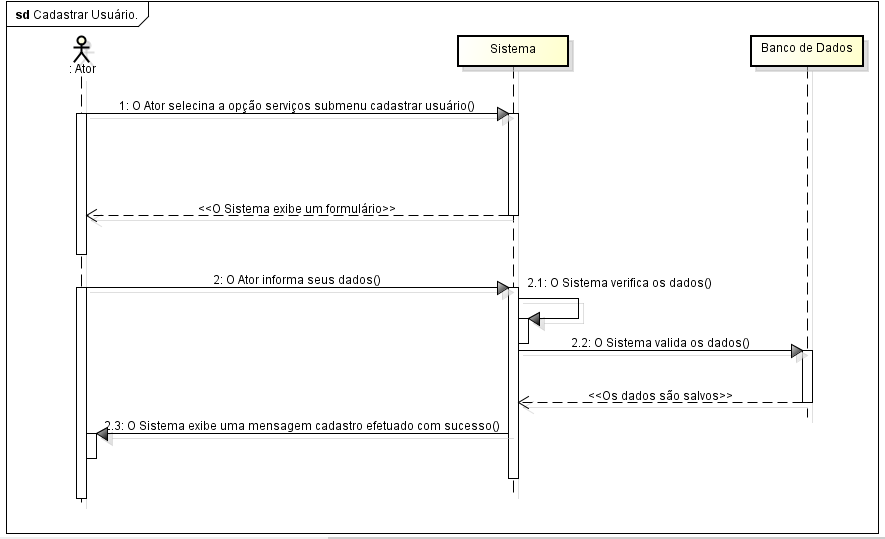 sd Cadastrar Usuário.
: Ator
Sistema
Banco de Dados
1: O Ator selecina a opção serviços submenu cadastrar usuário()
<<O Sistema exibe um formulário>>
2: O Ator informa seus dados()
2.1: O Sistema verifica os dados()
2.2: O Sistema valida os dados()
<<Os dados são salvos>>
2.3: O Sistema exibe uma mensagem cadastro efetuado com sucesso()